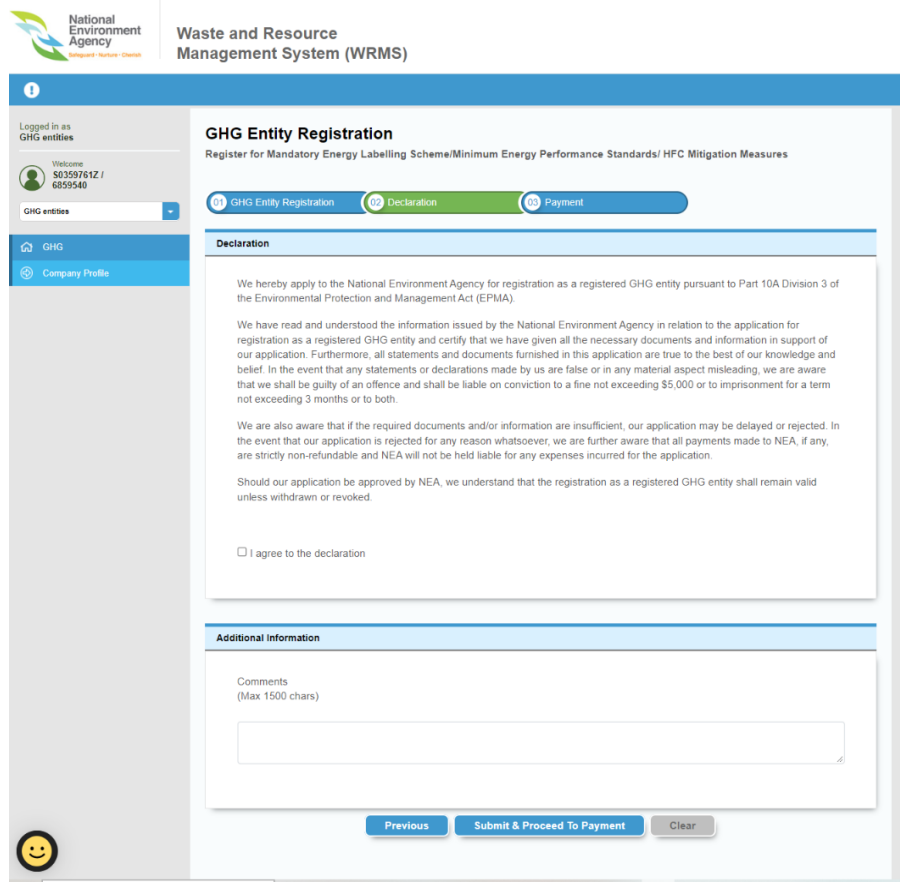 National
Environment
Agency
Safeguard · Nurture · Cherish
Waste and Resource
Management System (WRMS)
Logged in as
GHG entities
Welcome
S0359761Z /
6859540
GHG entities
GHG
Company Profile
GHG Entity Registration
Register for Mandatory Energy Labelling Scheme/Minimum Energy Performance Standards/ HFC Mitigation Measures
01 GHG Entity Registration
02 Declaration
03 Payment
Declaration
We hereby apply to the National Environment Agency for registration as a registered GHG entity pursuant to Part 10A Division 3 of
the Environmental Protection and Management Act (EPMA).
We have read and understood the information issued by the National Environment Agency in relation to the application for
registration as a registered GHG entity and certify that we have given all the necessary documents and information in support of
our application. Furthermore, all statements and documents furnished in this application are true to the best of our knowledge and
belief. In the event that any statements or declarations made by us are false or in any material aspect misleading, we are aware
that we shall be guilty of an offence and shall be liable on conviction to a fine not exceeding $5,000 or to imprisonment for a term
not exceeding 3 months or to both.
We are also aware that if the required documents and/or information are insufficient, our application may be delayed or rejected. In
the event that our application is rejected for any reason whatsoever, we are further aware that all payments made to NEA, if any,
are strictly non-refundable and NEA will not be held liable for any expenses incurred for the application.
Should our application be approved by NEA, we understand that the registration as a registered GHG entity shall remain valid
unless withdrawn or revoked.
I agree to the declaration
Additional Information
Comments
(Max 1500 chars)
Previous
Submit & Proceed To Payment
Clear